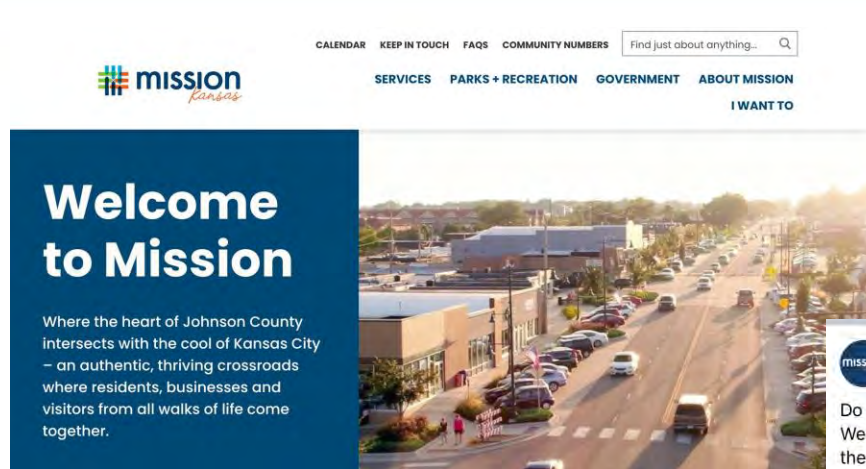 CALENDAR KEEP IN TOUCH FAQS COMMUNITY NUMBERS Find just about anything...
mission
Kansas
SERVICES PARKS + RECREATION GOVERNMENT ABOUT MISSION
I WANT TO
Welcome
to Mission
Where the heart of Johnson County
intersects with the cool of Kansas City
– an authentic, thriving crossroads
where residents, businesses and
visitors from all walks of life come
together.
miss
Do
We
the